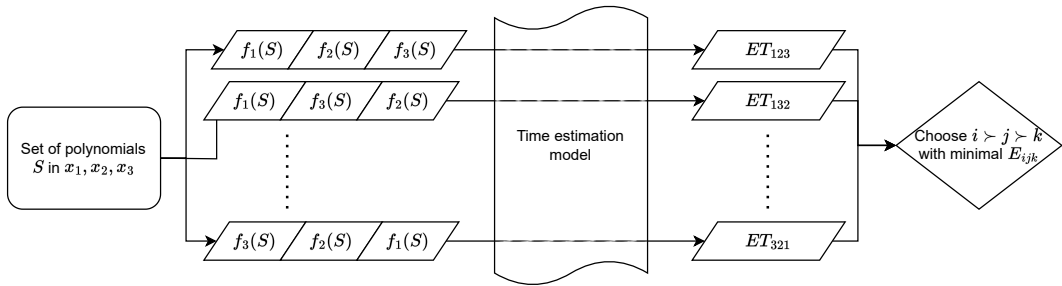 Set of polynomials
S in x₁, x₂, x₃
f₁(S) f₂(S) f₃(S)
f₁(S) f₃(S) f₂(S)
f₃(S) f₂(S) f₁(S)
Time estimation
model
ET₁₂₃
ET₁₃₂
ET₃₂₁
Choose i ≻ j ≻ k
with minimal Eᵢⱼₖ